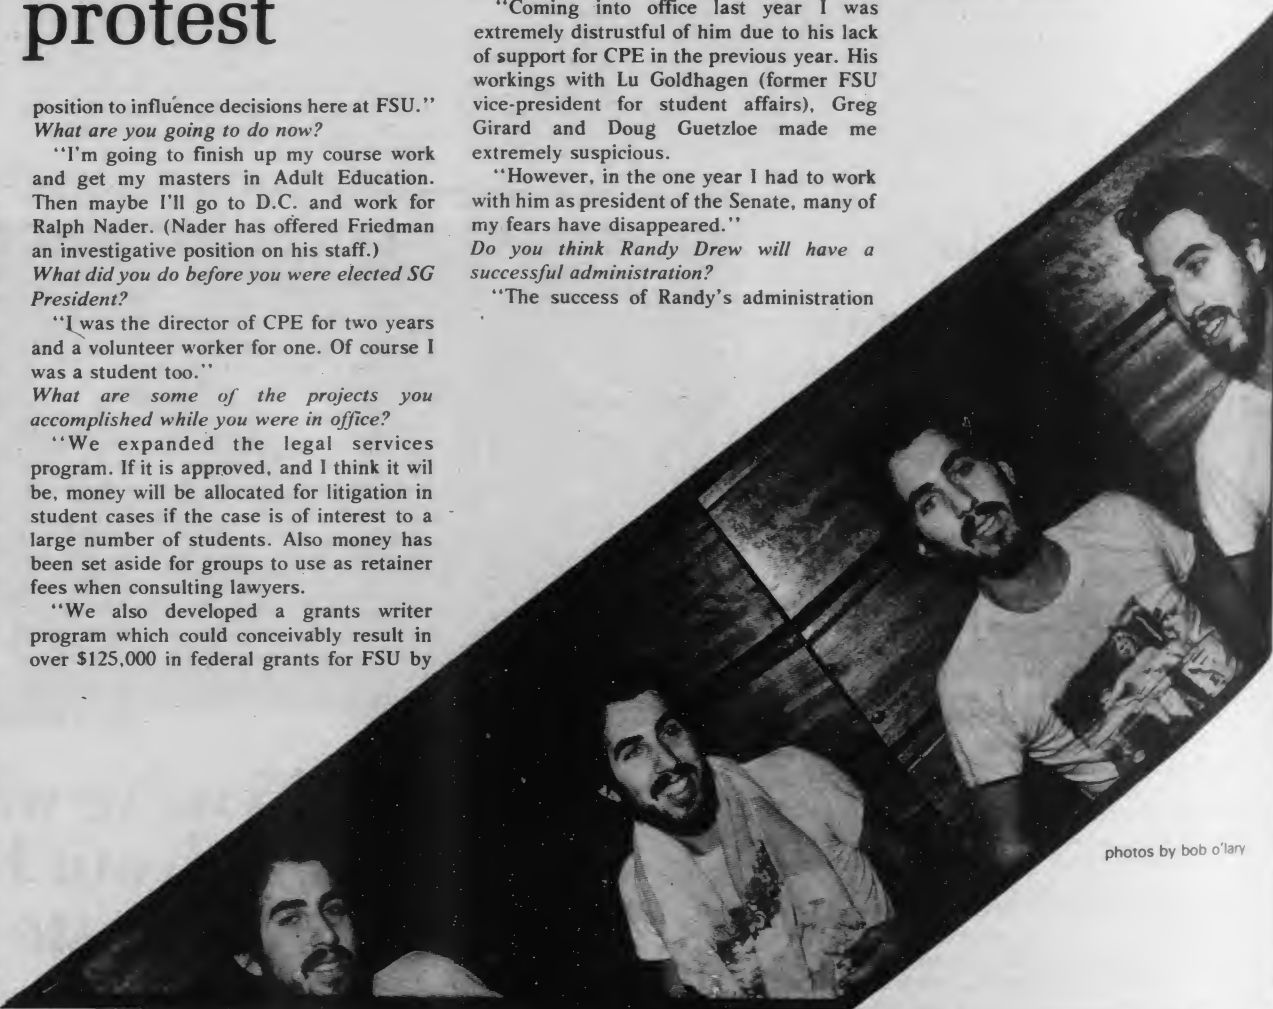 protest
position to influence decisions here at FSU."
What are you going to do now?
"I'm going to finish up my course work
and get my masters in Adult Education.
Then maybe I'll go to D.C. and work for
Ralph Nader. (Nader has offered Friedman
an investigative position on his staff.)
What did you do before you were elected SG
President?
"I was the director of CPE for two years
and a volunteer worker for one. Of course I
was a student too."
What are some of the projects you
accomplished while you were in office?
"We expanded the legal services
program. If it is approved, and I think it wil
be, money will be allocated for litigation in
student cases if the case is of interest to a
large number of students. Also money has
been set aside for groups to use as retainer
fees when consulting lawyers.
"We also developed a grants writer
program which could conceivably result in
over $125,000 in federal grants for FSU by
"Coming into office last year I was
extremely distrustful of him due to his lack
of support for CPE in the previous year. His
workings with Lu Goldhagen (former FSU
vice-president for student affairs), Greg
Girard and Doug Guetzloe made me
extremely suspicious.
"However, in the one year I had to work
with him as president of the Senate, many of
my fears have disappeared."
Do you think Randy Drew will have a
successful administration?
"The success of Randy's administration
photos by bob o'lary